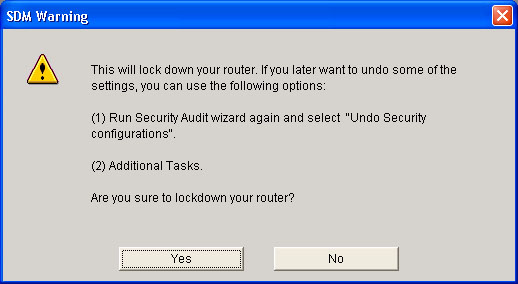 SDM Warning
This will lock down your router. If you later want to undo some of the
settings, you can use the following options:
(1) Run Security Audit wizard again and select "Undo Security
configurations".
(2) Additional Tasks.
Are you sure to lockdown your router?
Yes
No